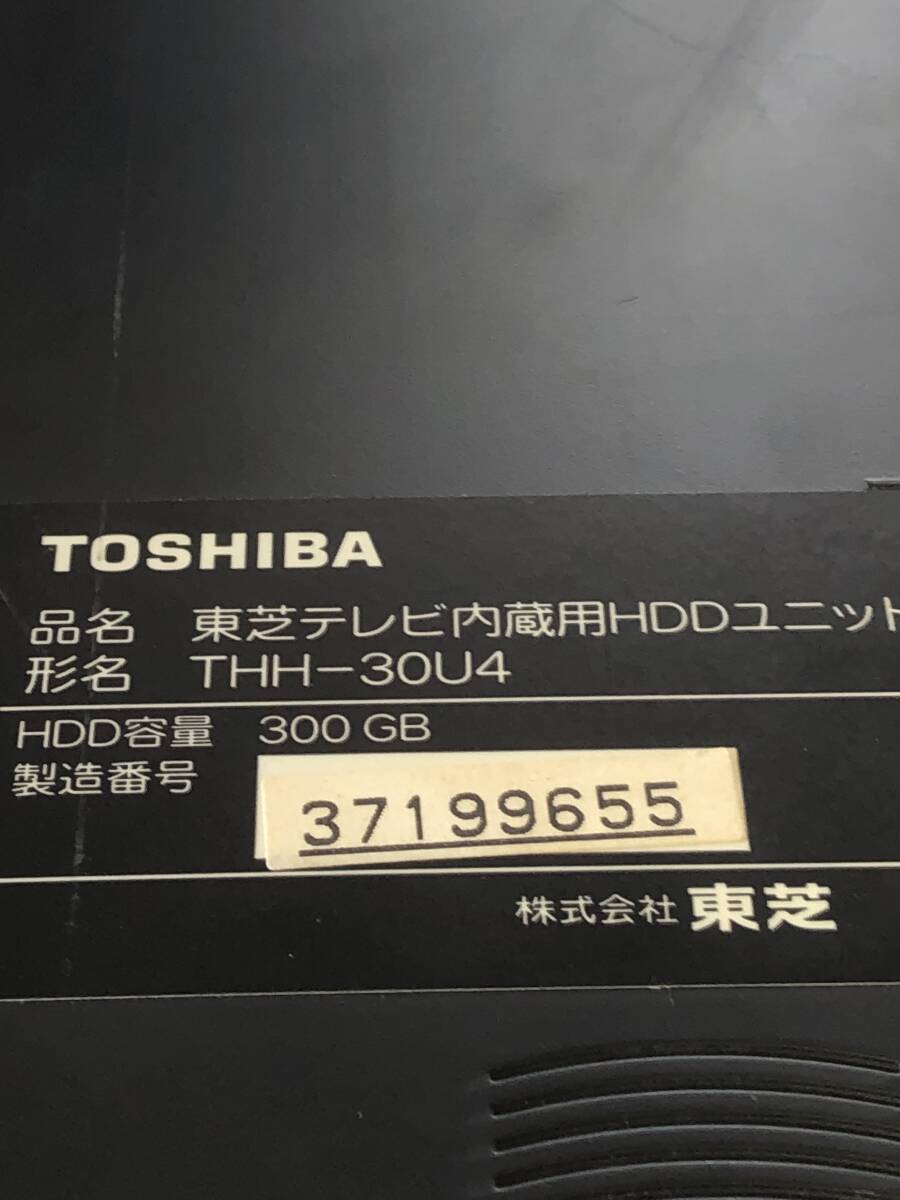 TOSHIBA
品名 東芝テレビ内蔵用HDDユニット
形名 THH-30U4
HDD容量 300 GB
製造番号 37199655
株式会社 東芝